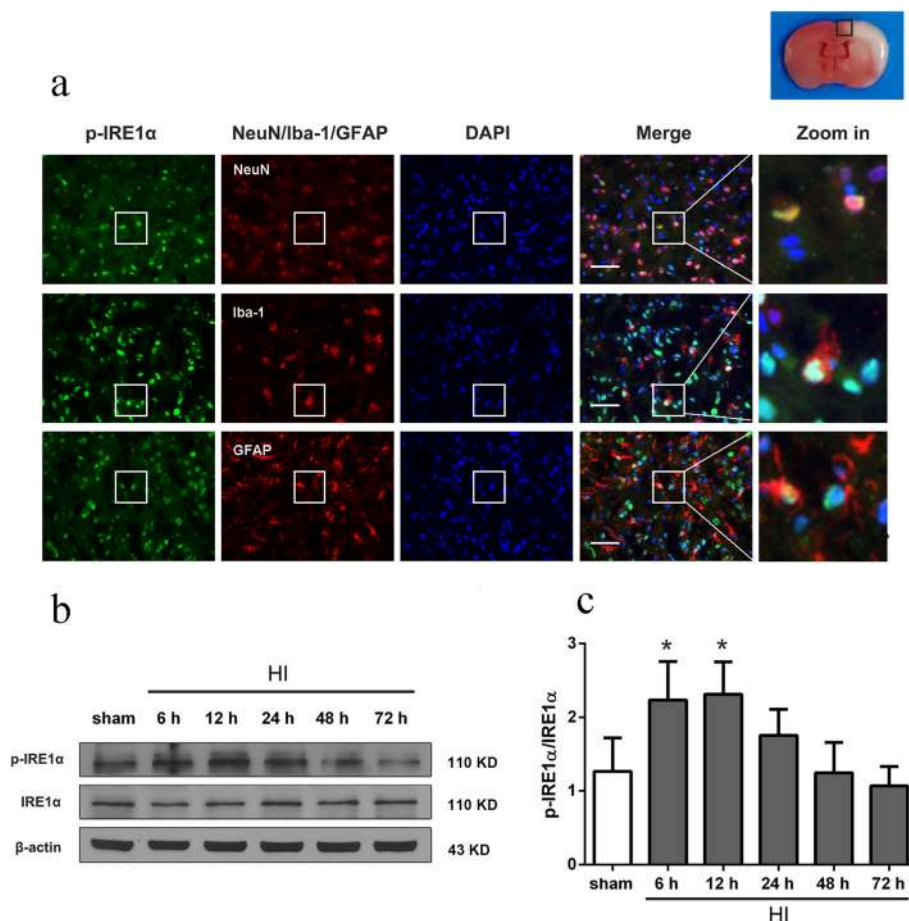 a
p-IRE1α NeuN/Iba-1/GFAP DAPI Merge Zoom in
NeuN
Iba-1
GFAP
b
HI
sham 6 h 12 h 24 h 48 h 72 h
p-IRE1α 110 KD
IRE1α 110 KD
β-actin 43 KD
c
p-IRE1α/IRE1α
3
2
1
0
* *
sham 6 h 12 h 24 h 48 h 72 h
HI